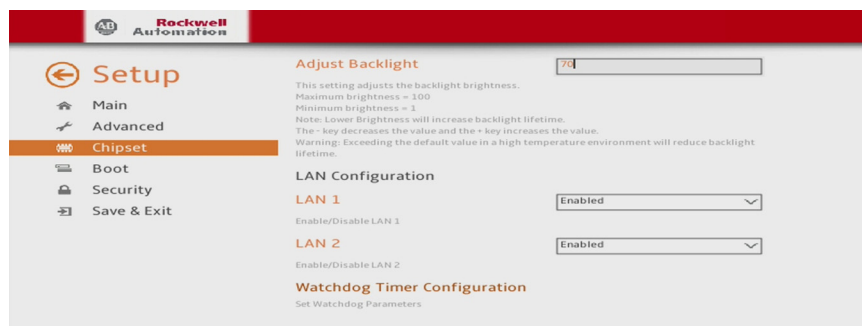 AB
Rockwell
Automation
Setup
Main
Advanced
Chipset
Boot
Security
Save & Exit
Adjust Backlight
70
This setting adjusts the backlight brightness.
Maximum brightness = 100
Minimum brightness = 1
Note: Lower Brightness will increase backlight lifetime.
The - key decreases the value and the + key increases the value.
Warning: Exceeding the default value in a high temperature environment will reduce backlight
lifetime.
LAN Configuration
LAN 1
Enabled
Enable/Disable LAN 1
LAN 2
Enabled
Enable/Disable LAN 2
Watchdog Timer Configuration
Set Watchdog Parameters